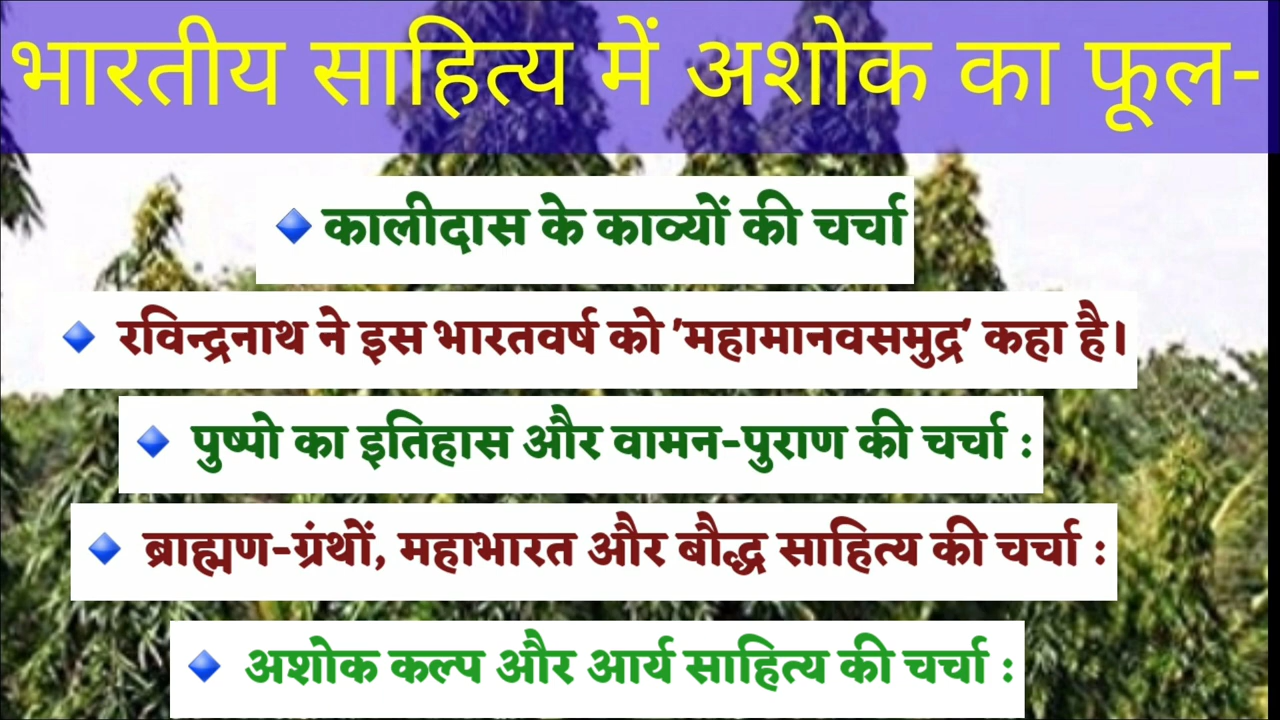 भारतीय साहित्य में अशोक का फूल-
कालीदास के काव्यों की चर्चा
रविन्द्रनाथ ने इस भारतवर्ष को 'महामानवसमुद्र' कहा है।
पुष्पो का इतिहास और वामन-पुराण की चर्चा :
ब्राह्मण-ग्रंथों, महाभारत और बौद्ध साहित्य की चर्चा :
अशोक कल्प और आर्य साहित्य की चर्चा :